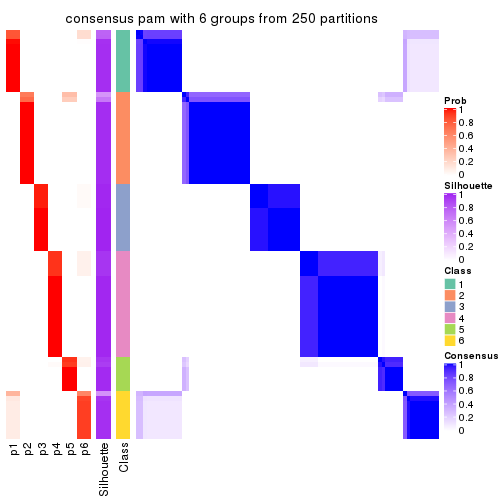 consensus pam with 6 groups from 250 partitions
Prob
1
0.8
0.6
0.4
0.2
0
Silhouette
1
0.8
0.6
0.4
0.2
0
Class
1
2
3
4
5
6
Consensus
1
0.8
0.6
0.4
0.2
0
p1
p2
p3
p4
p5
p6
Silhouette
Class